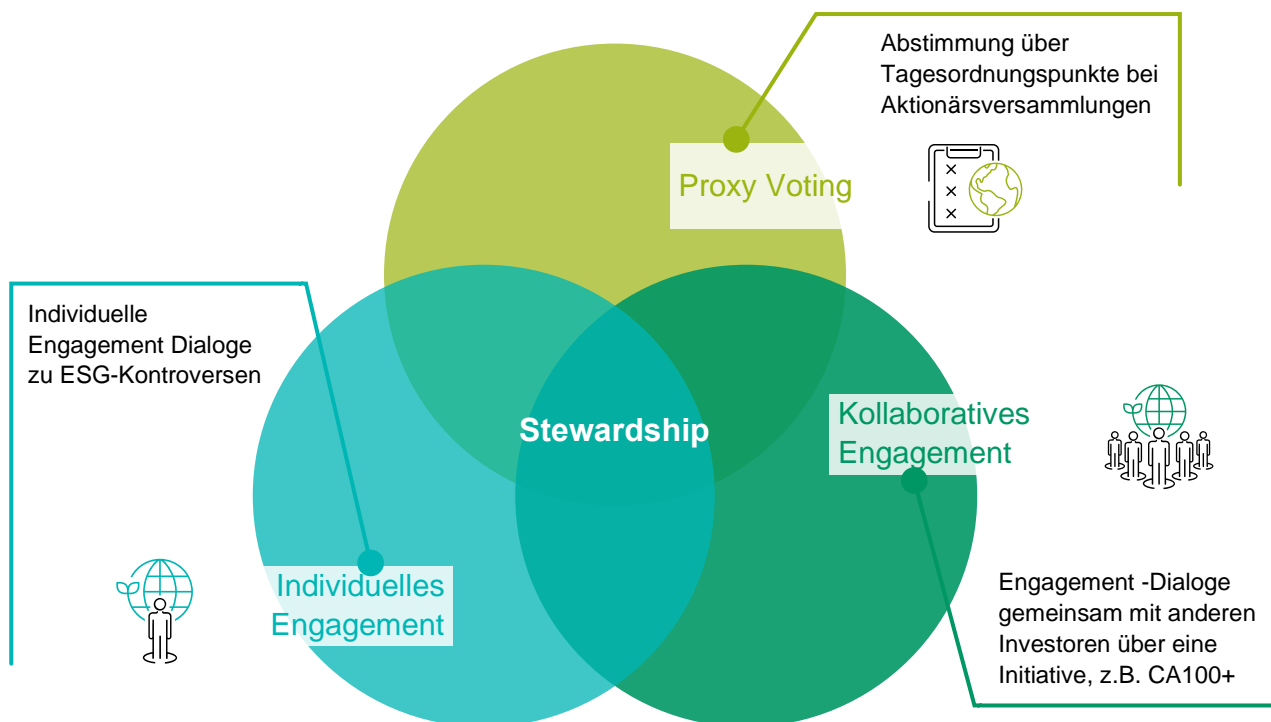 Abstimmung über
Tagesordnungspunkte bei
Aktionärsversammlungen
Proxy Voting
Individuelle
Engagement Dialoge
zu ESG-Kontroversen
Stewardship
Kollaboratives
Engagement
Individuelles
Engagement
Engagement -Dialoge
gemeinsam mit anderen
Investoren über eine
Initiative, z.B. CA100+